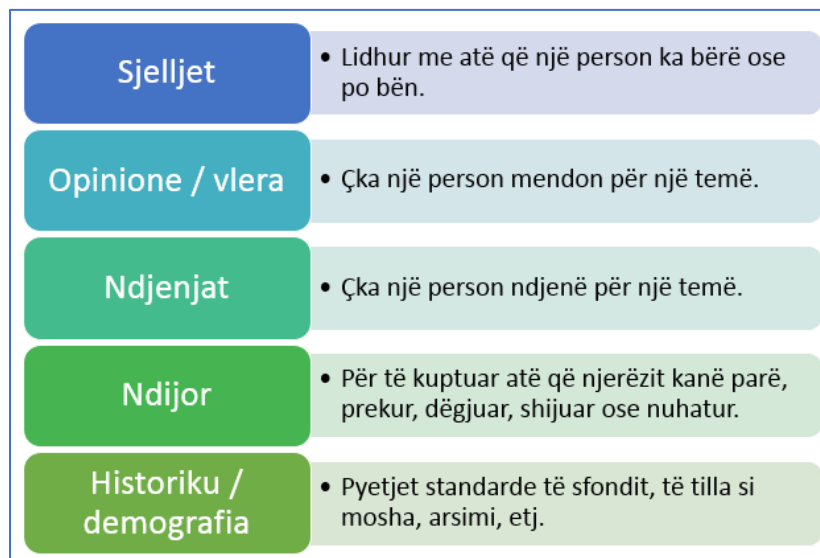 Sjelljet
• Lidhur me atë që një person ka bërë ose
po bën.
Opinione / vlera
• Çka një person mendon për një temë.
Ndjenjat
• Çka një person ndjenë për një temë.
Ndijor
• Për të kuptuar atë që njerëzit kanë parë,
prekur, dëgjuar, shijuar ose nuhatur.
Historiku /
demografia
• Pyetjet standarde të sfondit, të tilla si
mosha, arsimi, etj.